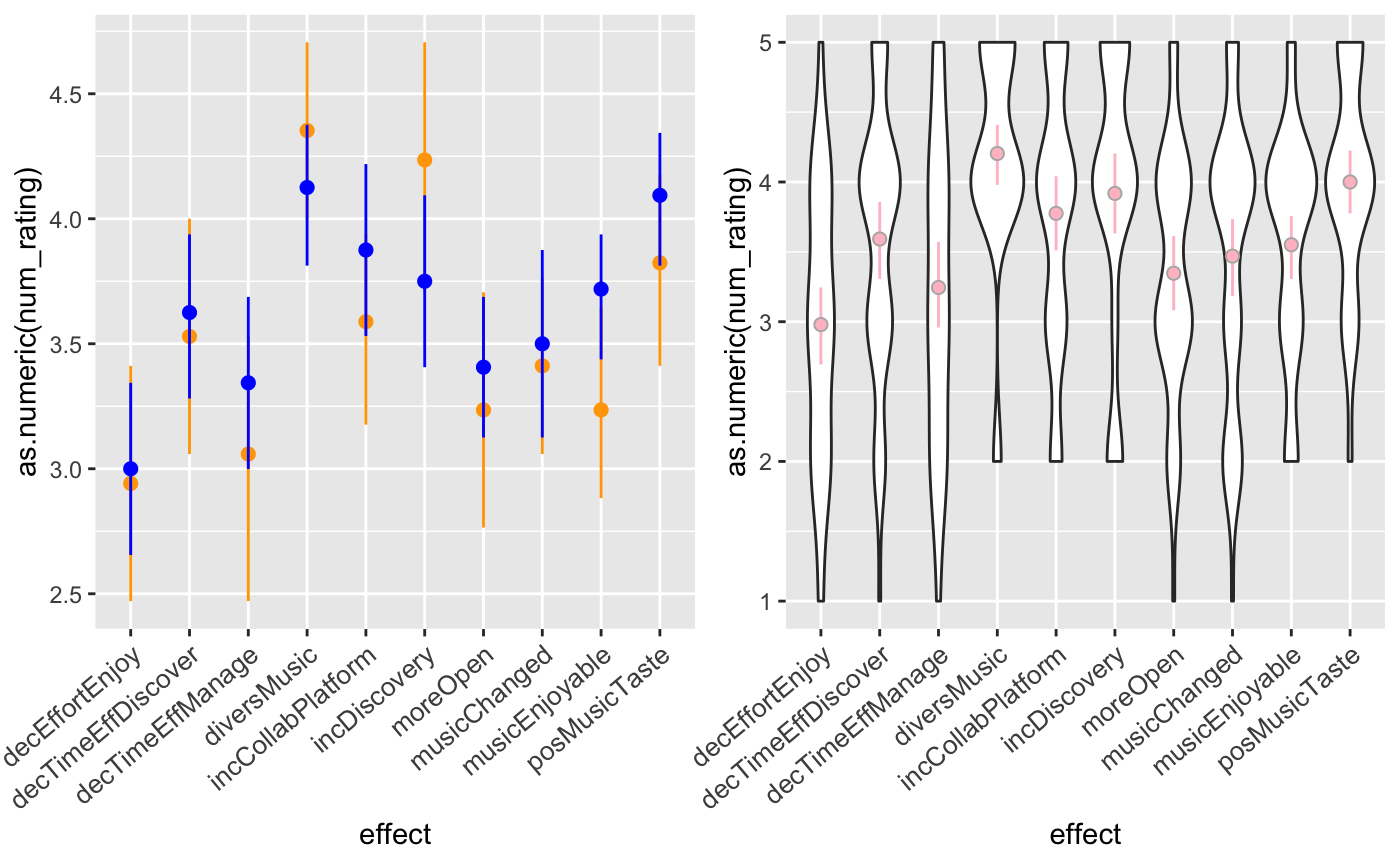 as.numeric(num_rating)
4.5
4.0
3.5
3.0
2.5
decEffortEnjoy
decTimeEffDiscover
decTimeEffManage
diversMusic
incCollabPlatform
incDiscovery
moreOpen
musicChanged
musicEnjoyable
posMusicTaste
effect
as.numeric(num_rating)
5
4
3
2
1
decEffortEnjoy
decTimeEffDiscover
decTimeEffManage
diversMusic
incCollabPlatform
incDiscovery
moreOpen
musicChanged
musicEnjoyable
posMusicTaste
effect